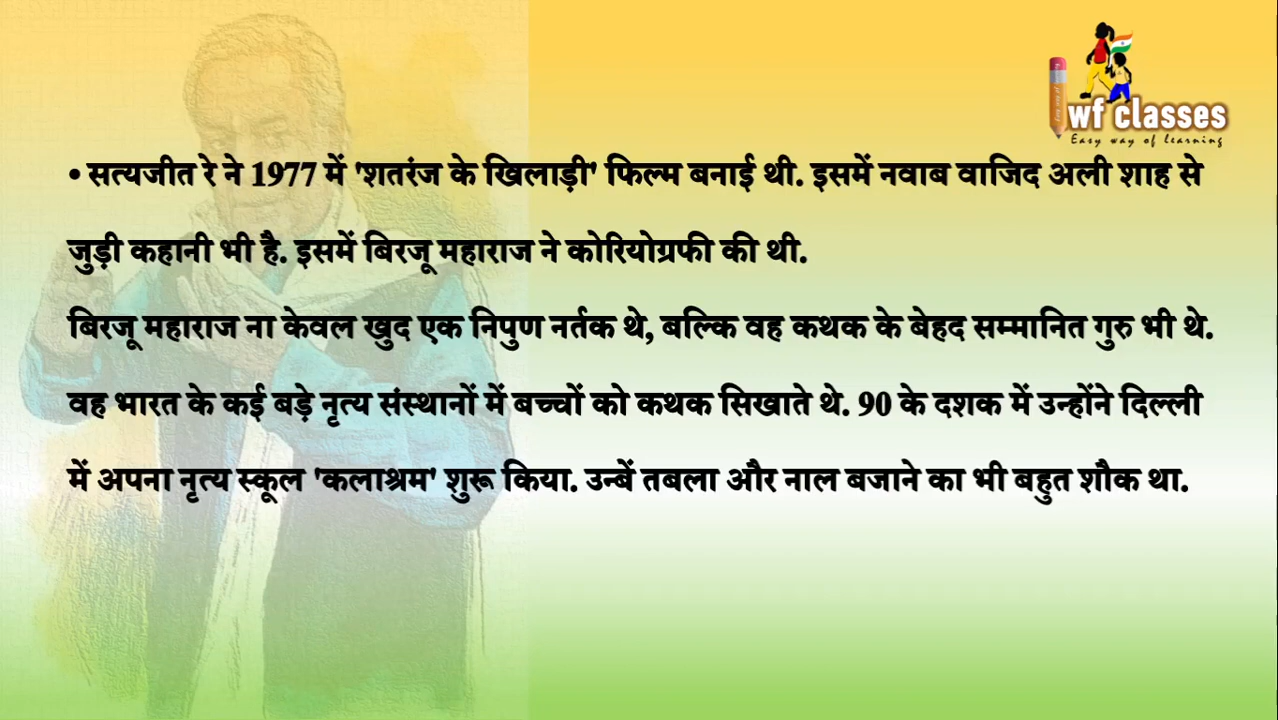 wf classes
Easy way of learning
• सत्यजीत रे ने 1977 में 'शतरंज के खिलाड़ी' फिल्म बनाई थी. इसमें नवाब वाजिद अली शाह से
जुड़ी कहानी भी है. इसमें बिरजू महाराज ने कोरियोग्रफी की थी.
बिरजू महाराज ना केवल खुद एक निपुण नर्तक थे, बल्कि वह कथक के बेहद सम्मानित गुरु भी थे.
वह भारत के कई बड़े नृत्य संस्थानों में बच्चों को कथक सिखाते थे. 90 के दशक में उन्होंने दिल्ली
में अपना नृत्य स्कूल 'कलाश्रम' शुरू किया. उन्बें तबला और नाल बजाने का भी बहुत शौक था.